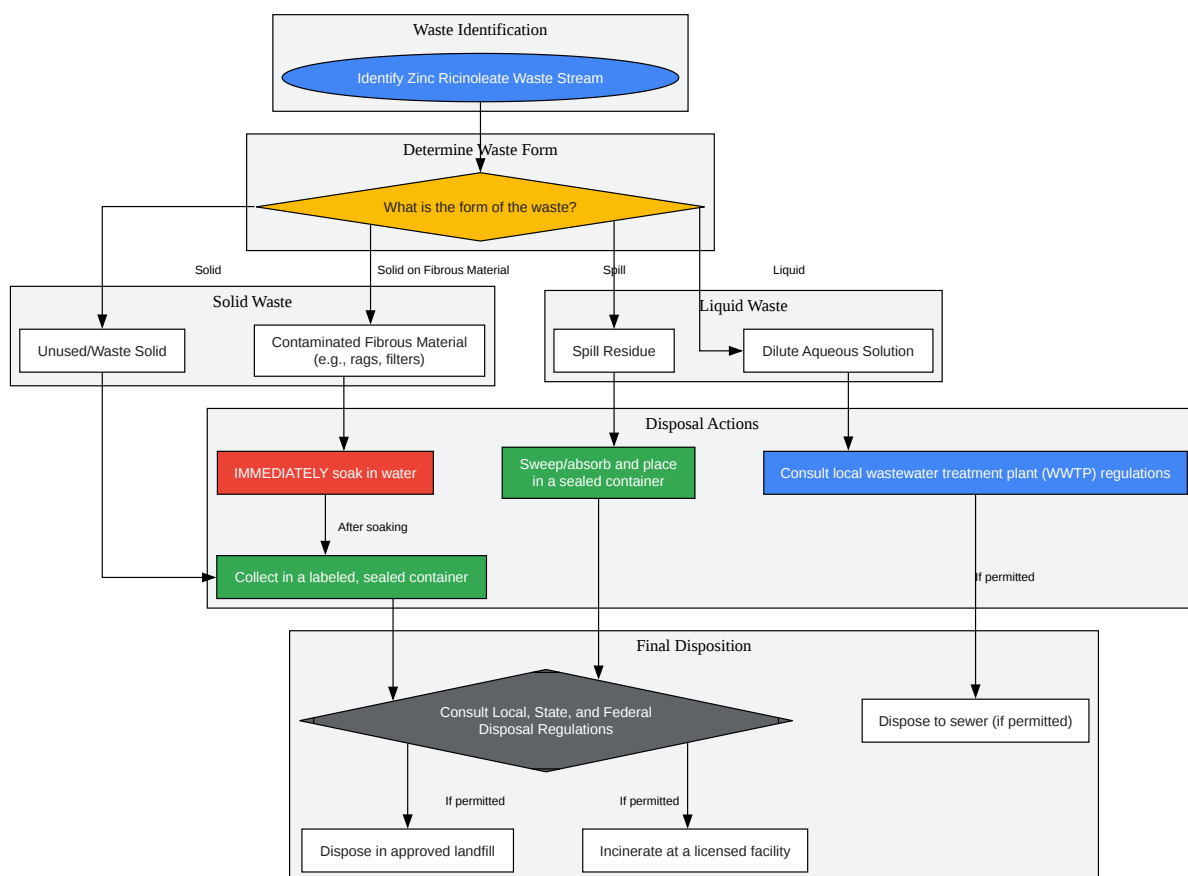 Waste Identification
Identify Zinc Ricinoleate Waste Stream
Determine Waste Form
What is the form of the waste?
Solid
Solid on Fibrous Material
Spill
Liquid
Solid Waste
Liquid Waste
Unused/Waste Solid
Contaminated Fibrous Material
(e.g., rags, filters)
Spill Residue
Dilute Aqueous Solution
Disposal Actions
IMMEDIATELY soak in water
Sweep/absorb and place
in a sealed container
Consult local wastewater treatment plant (WWTP) regulations
After soaking
Collect in a labeled, sealed container
If permitted
Final Disposition
Consult Local, State, and Federal
Disposal Regulations
Dispose to sewer (if permitted)
If permitted
If permitted
Dispose in approved landfill
Incinerate at a licensed facility